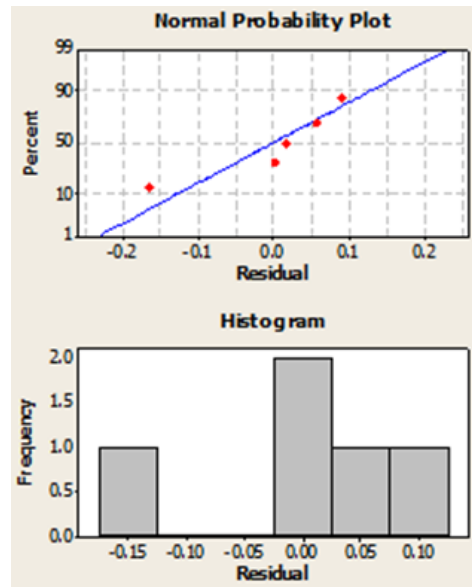 Normal Probability Plot
99
90
50
10
1
Percent
-0.2 -0.1 0.0 0.1 0.2
Residual
Histogram
2.0
1.5
1.0
0.5
0.0
Frequency
-0.15 -0.10 -0.05 0.00 0.05 0.10
Residual